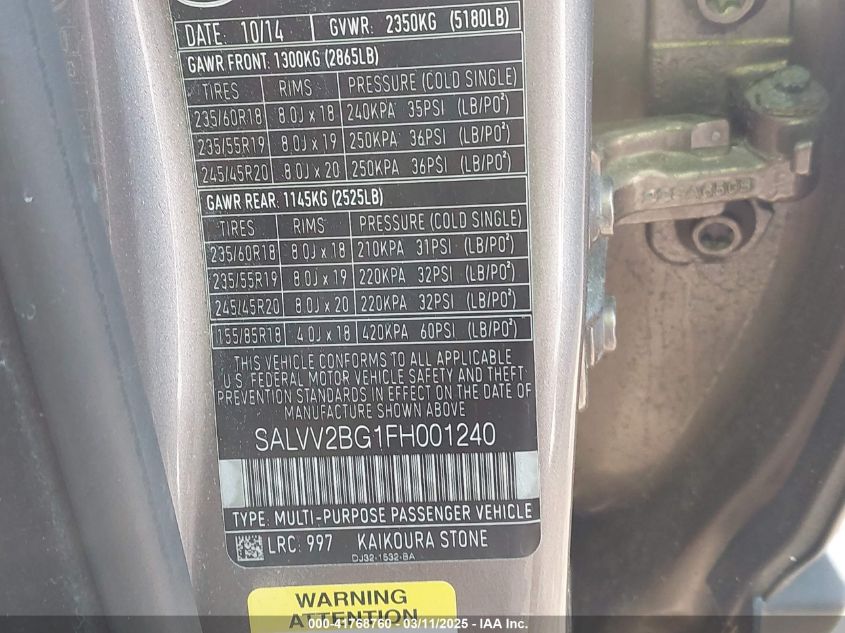 DATE: 10/14 GVWR: 2350KG (5180LB)
GAWR FRONT: 1300KG (2865LB)
TIRES RIMS PRESSURE (COLD SINGLE)
235/60R18 8.0J x 18 240KPA 35PSI (LB/PO²)
235/55R19 8.0J x 19 250KPA 36PSI (LB/PO²)
245/45R20 8.0J x 20 250KPA 36PSI (LB/PO²)
GAWR REAR: 1145KG (2525LB)
TIRES RIMS PRESSURE (COLD SINGLE)
235/60R18 8.0J x 18 210KPA 31PSI (LB/PO²)
235/55R19 8.0J x 19 220KPA 32PSI (LB/PO²)
245/45R20 8.0J x 20 220KPA 32PSI (LB/PO²)
155/85R18 4.0J x 18 420KPA 60PSI (LB/PO²)
THIS VEHICLE CONFORMS TO ALL APPLICABLE
U.S. FEDERAL MOTOR VEHICLE SAFETY AND THEFT
PREVENTION STANDARDS IN EFFECT ON THE DATE
OF MANUFACTURE SHOWN ABOVE
SALVV2BG1FH001240
TYPE: MULTI-PURPOSE PASSENGER VEHICLE
LRC: 997 KAIKOURA STONE
DJ32-1532-BA
WARNING
ATTENTION
000-41768760 - 03/11/2025 - IAA Inc.